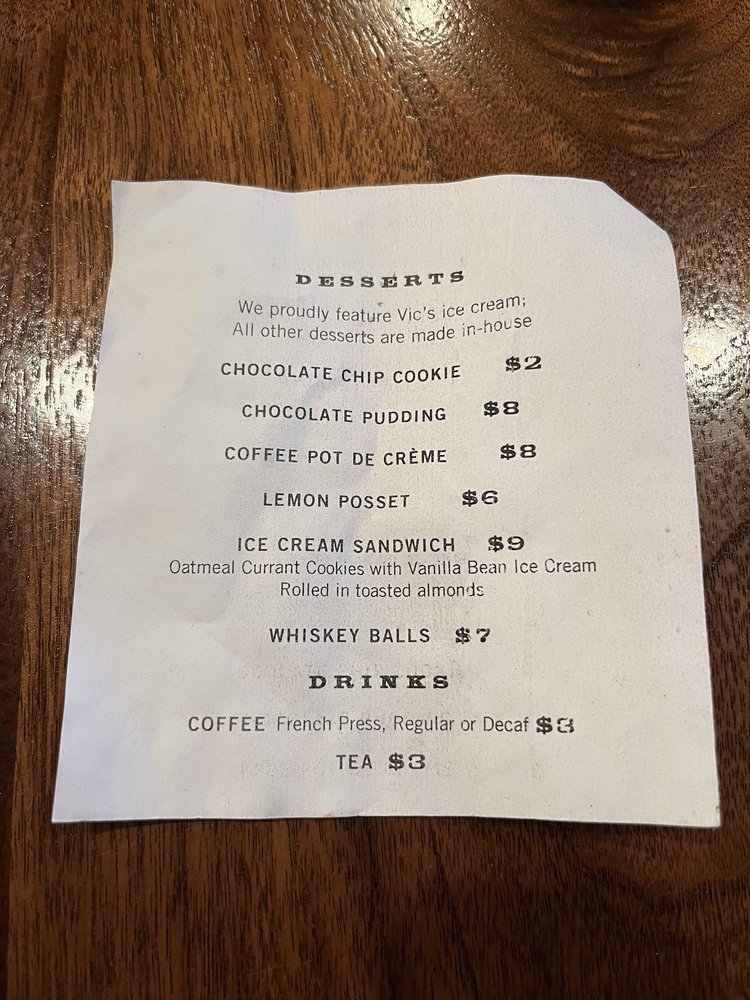 DESSERTS
We proudly feature Vic's ice cream;
All other desserts are made in-house
CHOCOLATE CHIP COOKIE $2
CHOCOLATE PUDDING $8
COFFEE POT DE CRÈME $8
LEMON POSSET $6
ICE CREAM SANDWICH $9
Oatmeal Currant Cookies with Vanilla Bean Ice Cream
Rolled in toasted almonds
WHISKEY BALLS $7
DRINKS
COFFEE French Press, Regular or Decaf $3
TEA $3